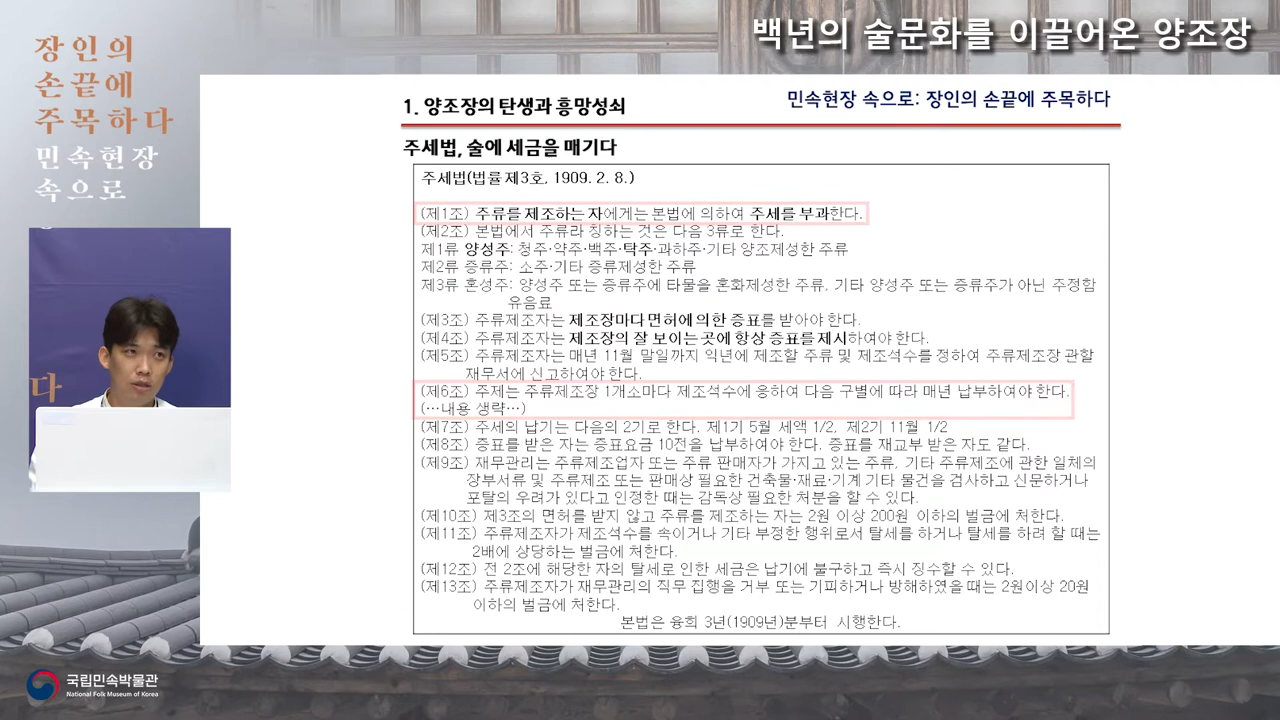 백년의 술문화를 이끌어온 양조장
장인의
손끝에
주목하다
민속현장
속으로
1. 양조장의 탄생과 흥망성쇠
민속현장 속으로: 장인의 손끝에 주목하다
주세법, 술에 세금을 매기다
주세법(법률 제3호, 1909. 2. 8.)
(제1조) 주류를 제조하는 자에게는 본법에 의하여 주세를 부과한다.
(제2조) 본법에서 주류라 칭하는 것은 다음 3류로 한다.
제1류 양성주: 청주·약주·백주·탁주·과하주·기타 양조제성한 주류
제2류 증류주: 소주·기타 증류제성한 주류
제3류 혼성주: 양성주 또는 증류주에 타물을 혼화제성한 주류, 기타 양성주 또는 증류주가 아닌 주정함
유음료
(제3조) 주류제조자는 제조장마다 면허에 의한 증표를 받아야 한다.
(제4조) 주류제조자는 제조장의 잘 보이는 곳에 항상 증표를 제시하여야 한다.
(제5조) 주류제조자는 매년 11월 말일까지 익년에 제조할 주류 및 제조석수를 정하여 주류제조장 관할
재무서에 신고하여야 한다.
(제6조) 주제는 주류제조장 1개소마다 제조석수에 응하여 다음 구별에 따라 매년 납부하여야 한다.
(…내용 생략…)
(제7조) 주세의 납기는 다음의 2기로 한다. 제1기 5월 세액 1/2, 제2기 11월 1/2
(제8조) 증표를 받은 자는 증표요금 10전을 납부하여야 한다. 증표를 재교부 받은 자도 같다.
(제9조) 재무관리는 주류제조업자 또는 주류 판매자가 가지고 있는 주류, 기타 주류제조에 관한 일체의
장부서류 및 주류제조 또는 판매상 필요한 건축물·재료·기계 기타 물건을 검사하고 신문하거나
포탈의 우려가 있다고 인정한 때는 감독상 필요한 처분을 할 수 있다.
(제10조) 제3조의 면허를 받지 않고 주류를 제조하는 자는 2원 이상 200원 이하의 벌금에 처한다.
(제11조) 주류제조자가 제조석수를 속이거나 기타 부정한 행위로서 탈세를 하거나 탈세를 하려 할 때는
2배에 상당하는 벌금에 처한다.
(제12조) 전 2조에 해당한 자의 탈세로 인한 세금은 납기에 불구하고 즉시 징수할 수 있다.
(제13조) 주류제조자가 재무관리의 직무 집행을 거부 또는 기피하거나 방해하였을 때는 2원이상 20원
이하의 벌금에 처한다.
본법은 융희 3년(1909년)분부터 시행한다.
다
국립민속박물관
National Folk Museum of Korea